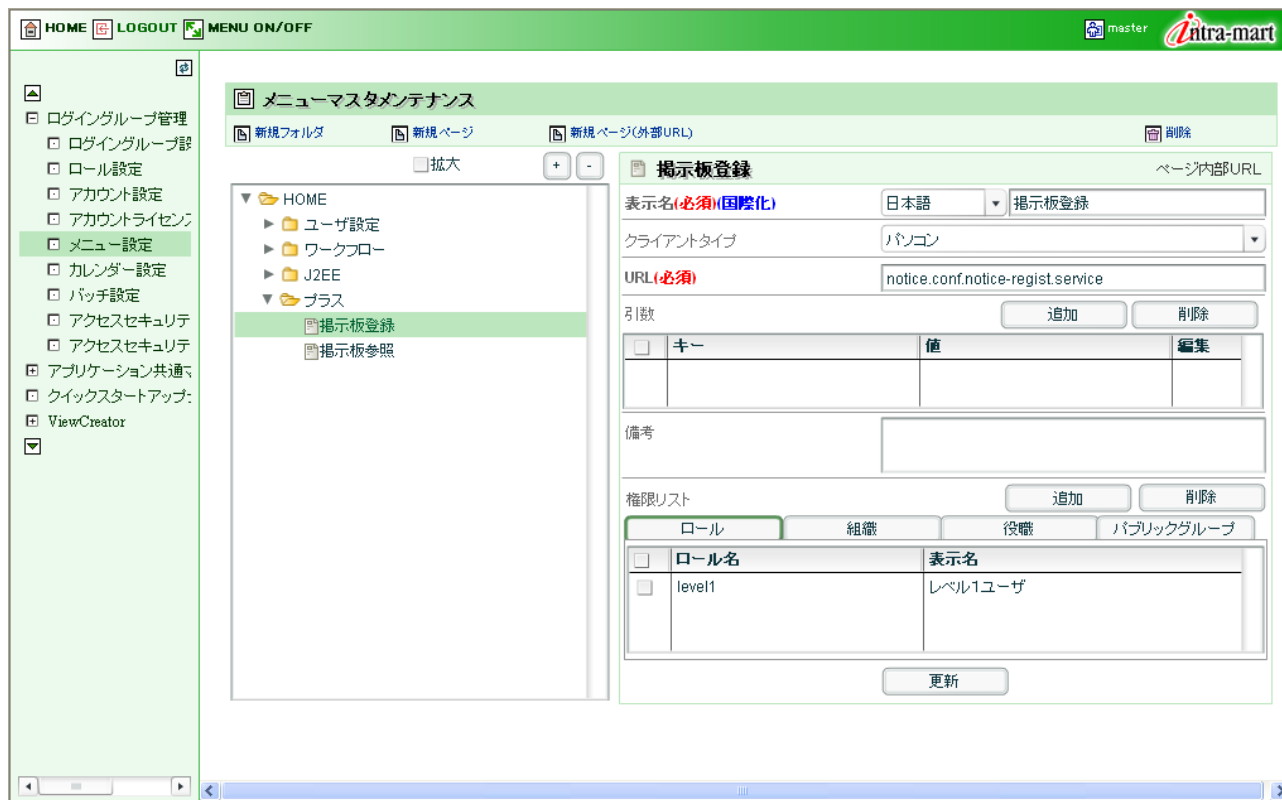 HOME LOGOUT MENU ON/OFF master intra-mart
ログイングループ管理
ログイングループ設
ロール設定
アカウント設定
アカウントライセンス
メニュー設定
カレンダー設定
バッチ設定
アクセスセキュリテ
アクセスセキュリテ
アプリケーション共通マ
クイックスタートアップ
ViewCreator
メニューマスタメンテナンス
新規フォルダ 新規ページ 新規ページ(外部URL) 削除
拡大 + -
HOME
ユーザ設定
ワークフロー
J2EE
プラス
掲示板登録
掲示板参照
掲示板登録 ページ内部URL
表示名(必須)(国際化) 日本語 掲示板登録
クライアントタイプ パソコン
URL(必須) notice.conf.notice-regist.service
引数 追加 削除
キー 値 編集
備考
権限リスト 追加 削除
ロール 組織 役職 パブリックグループ
ロール名 表示名
level1 レベル1ユーザ
更新